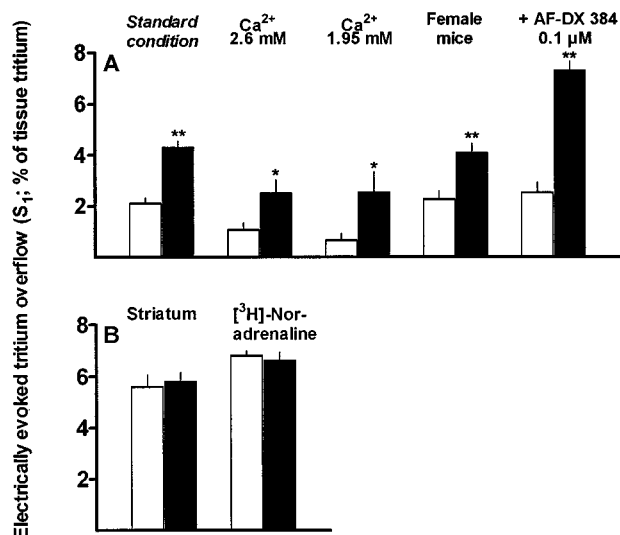 Electrically evoked tritium overflow (S₁; % of tissue tritium)
Standard condition
Ca²⁺ 2.6 mM
Ca²⁺ 1.95 mM
Female mice
+ AF-DX 384 0.1 µM
A
8
6
4
2
**
*
*
**
**
B
Striatum
[³H]-Nor-
adrenaline
8
6
4
2